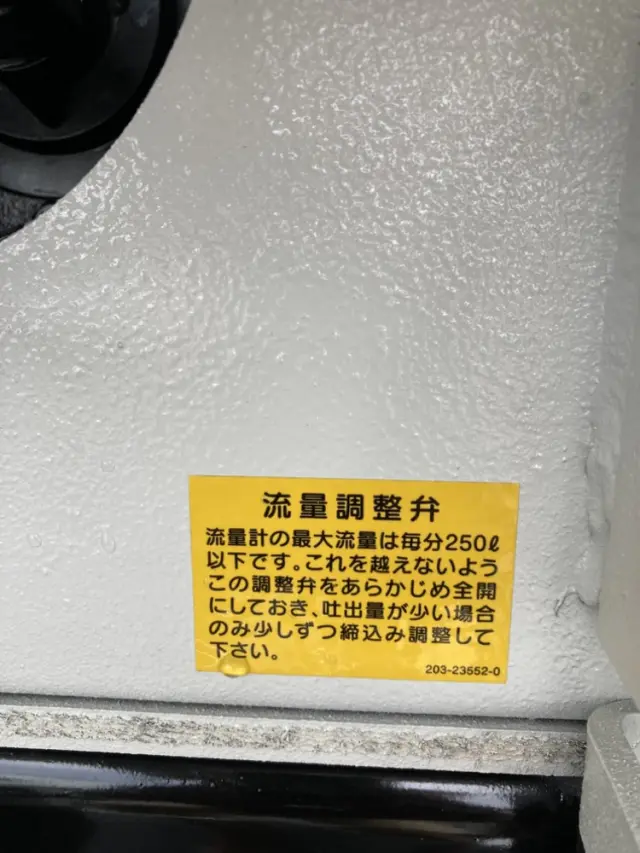 流量調整弁
流量計の最大流量は毎分250ℓ
以下です。これを越えないよう
この調整弁をあらかじめ全開
にしておき、吐出量が少い場合
のみ少しずつ締込み調整して
下さい。
203-23552-0